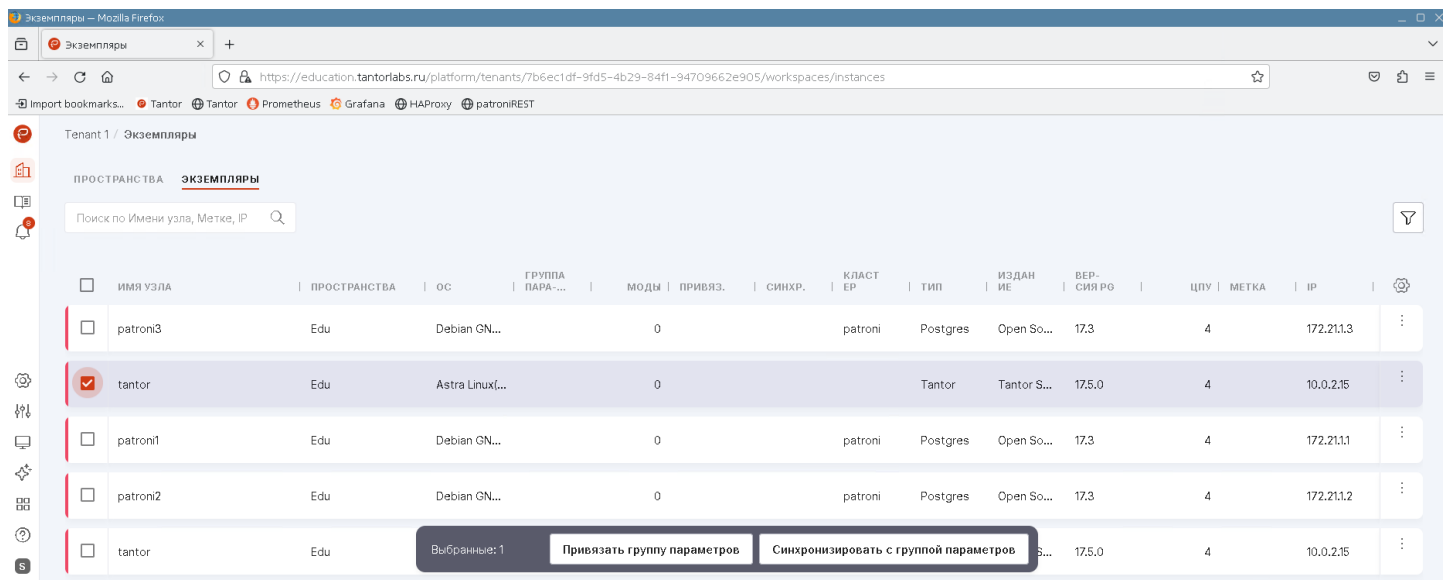 Экземпляры — Mozilla Firefox
Экземпляры
https://education.tantorlabs.ru/platform/tenants/7b6ec1df-9fd5-4b29-84f1-94709662e905/workspaces/instances
Import bookmarks... Tantor Tantor Prometheus Grafana HAProxy patroniREST
Tenant 1 / Экземпляры
ПРОСТРАНСТВА ЭКЗЕМПЛЯРЫ
8
Поиск по Имени узла, Метке, IP
ИМЯ УЗЛА ПРОСТРАНСТВА ОС ГРУППА ПАРА-... МОДЫ ПРИВЯЗ. СИНХР. КЛАСТЕР ТИП ИЗДАНИЕ ВЕР-СИЯ PG ЦПУ МЕТКА IP
patroni3 Edu Debian GN... 0 patroni Postgres Open So... 17.3 4 172.21.1.3
tantor Edu Astra Linux(... 0 Tantor Tantor S... 17.5.0 4 10.0.2.15
patroni1 Edu Debian GN... 0 patroni Postgres Open So... 17.3 4 172.21.1.1
patroni2 Edu Debian GN... 0 patroni Postgres Open So... 17.3 4 172.21.1.2
tantor Edu 17.5.0 4 10.0.2.15
Выбранные: 1 Привязать группу параметров Синхронизировать с группой параметров
S